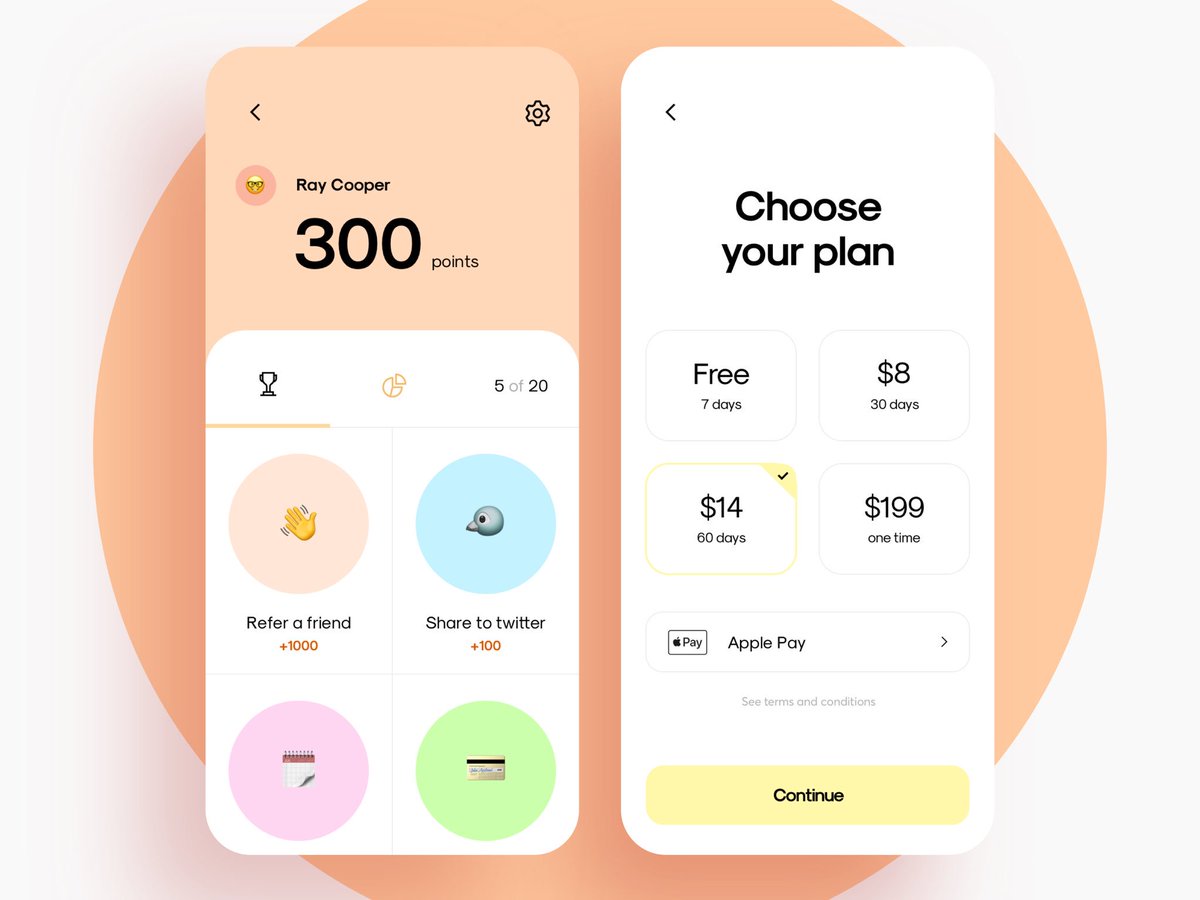 Ray Cooper
300 points
5 of 20
Refer a friend
+1000
Share to twitter
+100
Choose
your plan
Free
7 days
$8
30 days
$14
60 days
$199
one time
Pay
Apple Pay
See terms and conditions
Continue